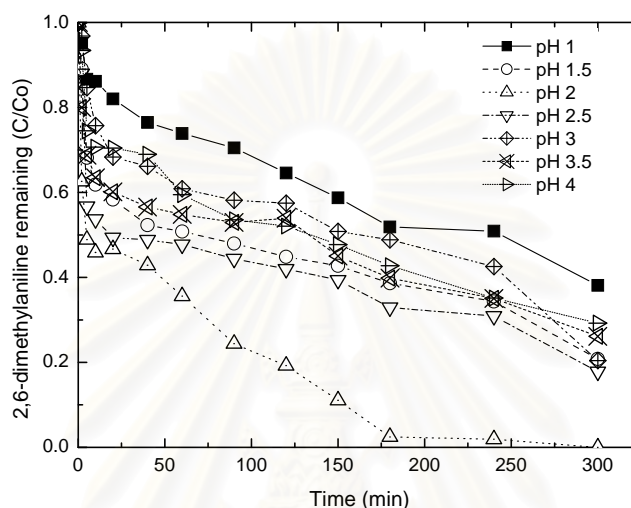 2,6-dimethylaniline remaining (C/Co)
1.0
0.8
0.6
0.4
0.2
0.0
0 50 100 150 200 250 300
Time (min)
pH 1
pH 1.5
pH 2
pH 2.5
pH 3
pH 3.5
pH 4